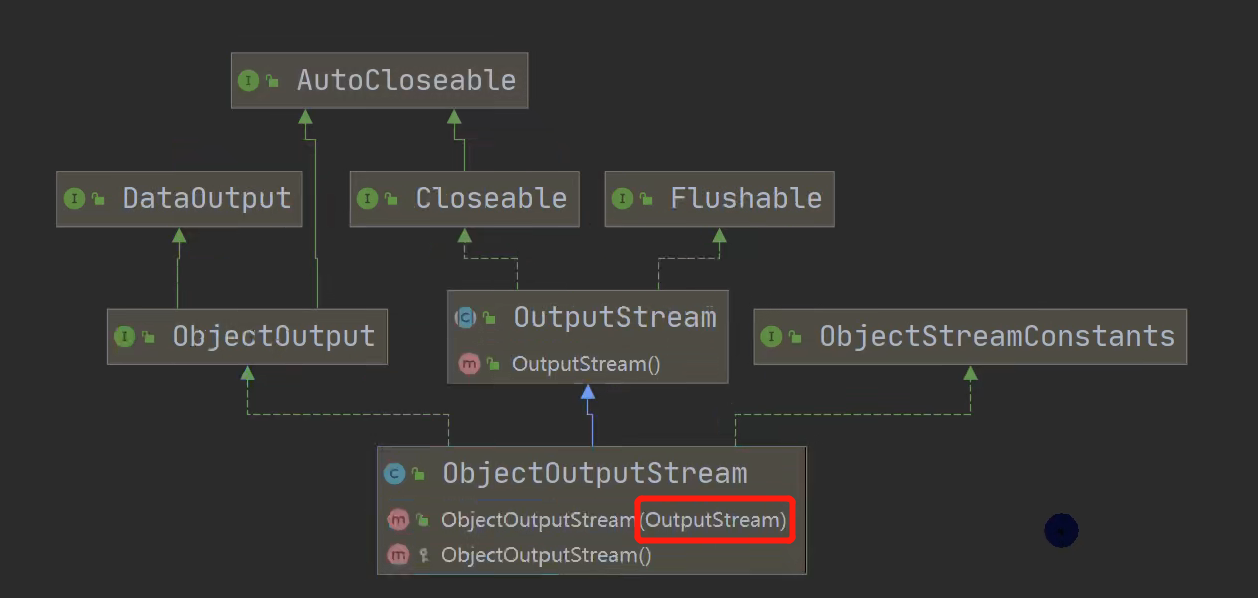 AutoCloseable
DataOutput
Closeable
Flushable
ObjectOutput
OutputStream
OutputStream()
ObjectStreamConstants
ObjectOutputStream
ObjectOutputStream(OutputStream)
ObjectOutputStream()